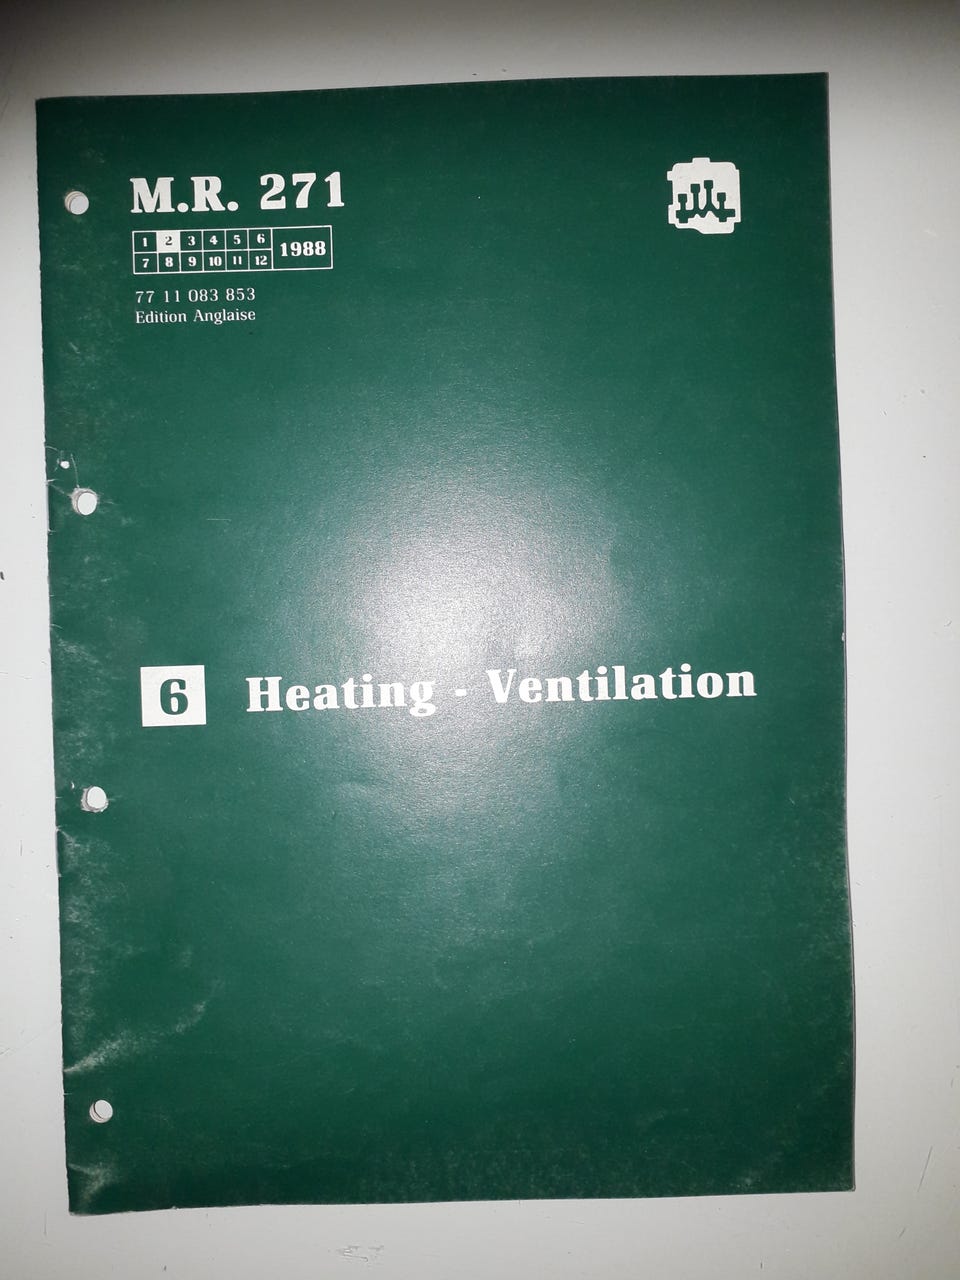 M.R. 271
1 2 3 4 5 6
7 8 9 10 11 12
1988
77 11 083 853
Edition Anglaise
6 Heating - Ventilation